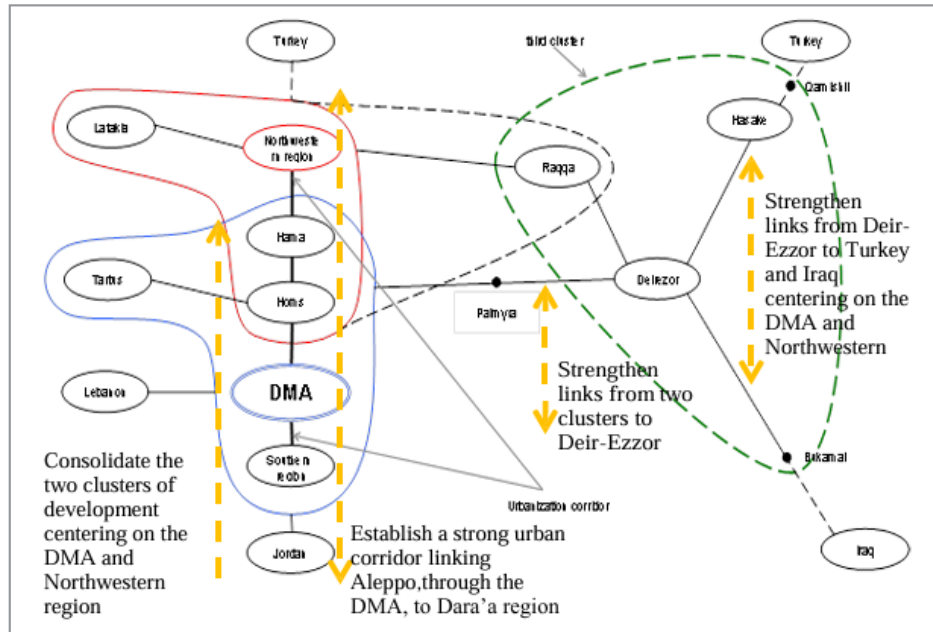 Turkey
third cluster
Turkey
Qamishli
Latakia
Northweste
rn region
Hasake
Raqqa
Strengthen
links from Deir-
Ezzor to Turkey
and Iraq
centering on the
DMA and
Northwestern
Hama
Tartus
Homs
Deilezor
Palmyra
Strengthen
links from two
clusters to
Deir-Ezzor
Lebanon
DMA
Southern
region
Bukamal
Consolidate the
two clusters of
development
centering on the
DMA and
Northwestern
region
Urbanization corridor
Jordan
Establish a strong urban
corridor linking
Aleppo,through the
DMA, to Dara’a region
Iraq